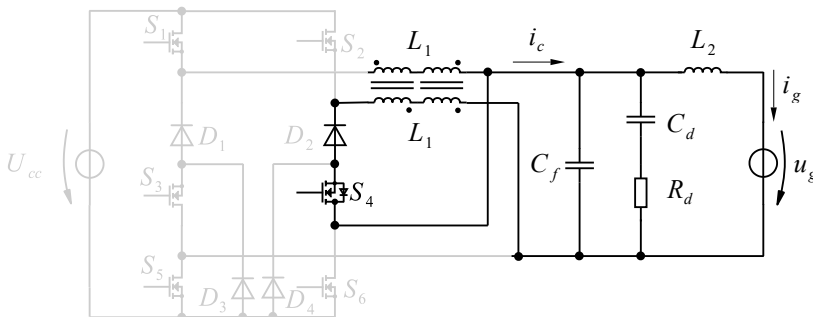 S1
S2
L1
ic
L2
ig
Ucc
D1
D2
L1
Cf
Cd
ug
S3
S4
Rd
S5
D3
D4
S6